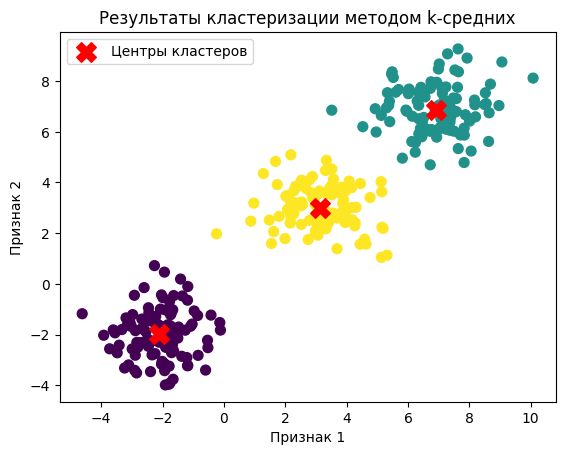 Результаты кластеризации методом k-средних
Центры кластеров
Признак 2
8
6
4
2
0
−2
−4
−4 −2 0 2 4 6 8 10
Признак 1